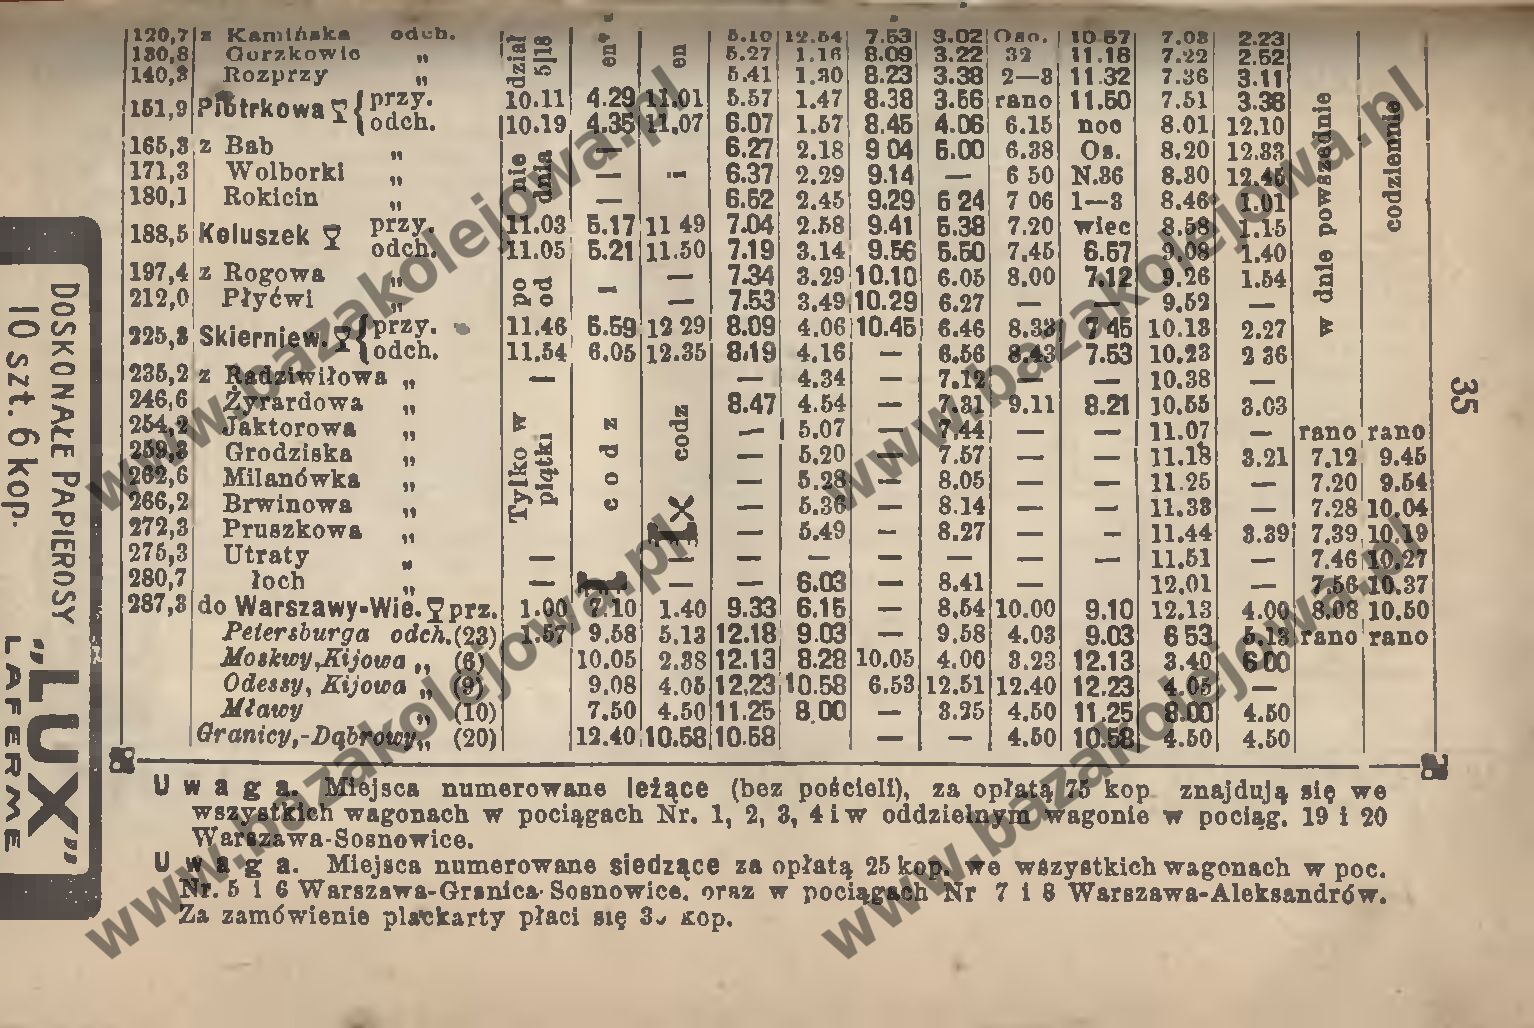 120,7 z Kamińska odch. 5.10 12.54 7.53 3.02 Oso. 10.57 7.08 2.23
130,8 Gorzkowic „ 5.27 1.16 8.09 3.22 32 11.18 7.22 2.52
140,3 Rozprzy „ 5.41 1.30 8.23 3.38 2—3 11.32 7.36 3.11
151,9 Piotrkowa przy. 10.11 4.29 11.01 5.57 1.47 8.38 3.56 rano 11.50 7.51 3.38
odch. 10.19 4.35 11.07 6.07 1.57 8.45 4.06 6.15 noc 8.01 12.10
165,3 z Bab „ — 6.27 2.18 9 04 5.00 6.38 Os. 8.20 12.33
171,3 Wolborki „ — — 6.37 2.29 9.14 — 6 50 N.36 8.30 12.45
180,1 Rokicin „ — 6.52 2.45 9.29 5 24 7 06 1—3 8.46 1.01
188,5 Koluszek przy. 11.03 5.17 11 49 7.04 2.58 9.41 5.38 7.20 wiec 8.58 1.15
odch. 11.05 5.21 11.50 7.19 3.14 9.56 5.50 7.45 6.57 9.08 1.40
197,4 z Rogowa „ — — 7.34 3.29 10.10 6.05 8.00 7.12 9.26 1.54
212,0 Płyćwi „ — 7.53 3.49 10.29 6.27 — — 9.52 —
225,3 Skierniew. przy. 11.46 5.59 12 29 8.09 4.06 10.45 6.46 8.33 7 45 10.13 2.27
odch. 11.54 6.05 12.35 8.19 4.16 — 6.56 8.43 7.53 10.23 2 36
235,2 z Radziwiłowa „ — — 4.34 — 7.12 — — 10.38 —
246,6 Żyrardowa „ 8.47 4.54 — 7.31 9.11 8.21 10.55 3.03
254,2 Jaktorowa „ — 5.07 — 7.44 — — 11.07 — rano rano
259,3 Grodziska „ — 5.20 — 7.57 — — 11.18 3.21 7.12 9.45
262,6 Milanówka „ — 5.28 — 8.05 — — 11.25 — 7.20 9.54
266,2 Brwinowa „ — 5.36 — 8.14 — — 11.33 — 7.28 10.04
272,3 Pruszkowa „ — 5.49 — 8.27 — — 11.44 3.39 7.39 10.19
275,3 Utraty „ — — — — — — — — 11.51 — 7.46 10.27
280,7 łoch „ — — — 6.03 — 8.41 — 12.01 — 7.56 10.37
287,3 do Warszawy-Wie. prz. 1.00 7.10 1.40 9.33 6.15 — 8.54 10.00 9.10 12.13 4.00 8.08 10.50
Petersburga odch. (23) 1.57 9.58 5.13 12.18 9.03 — 9.58 4.03 9.03 6 53 5.13 rano rano
Moskwy, Kijowa „ (6) 10.05 2.38 12.13 8.28 10.05 4.00 3.23 12.13 3.40 6 00
Odessy, Kijowa „ (9) 9.08 4.05 12.23 10.58 6.53 12.51 12.40 12.23 4.05 —
Mławy „ (10) 7.50 4.50 11.25 8.00 — 3.25 4.50 11.25 8.00 4.50
Granicy,-Dąbrowy „ (20) 12.40 10.58 10.58 — — 4.50 10.58 4.50 4.50
dział
5|18
po nie
od dnia
Tylko w
piątki
codz
codz
w dnie powszednie
codziennie
Uwaga. Miejsca numerowane leżące (bez pościeli), za opłatą 75 kop znajdują się we
wszystkich wagonach w pociągach Nr. 1, 2, 3, 4 i w oddzielnym wagonie w pociąg. 19 i 20
Warszawa-Sosnowice.
Uwaga. Miejsca numerowane siedzące za opłatą 25 kop. we wszystkich wagonach w poc.
Nr. 5 i 6 Warszawa-Granica-Sosnowice, oraz w pociągach Nr 7 i 8 Warszawa-Aleksandrów.
Za zamówienie plackarty płaci się kop.
35
DOSKONAŁE PAPIEROSY
10 szt. 6 kop.
„LUX”
LAFERME
www.bazakolejowa.pl
www.bazakolejowa.pl
www.bazakolejowa.pl
www.bazakolejowa.pl